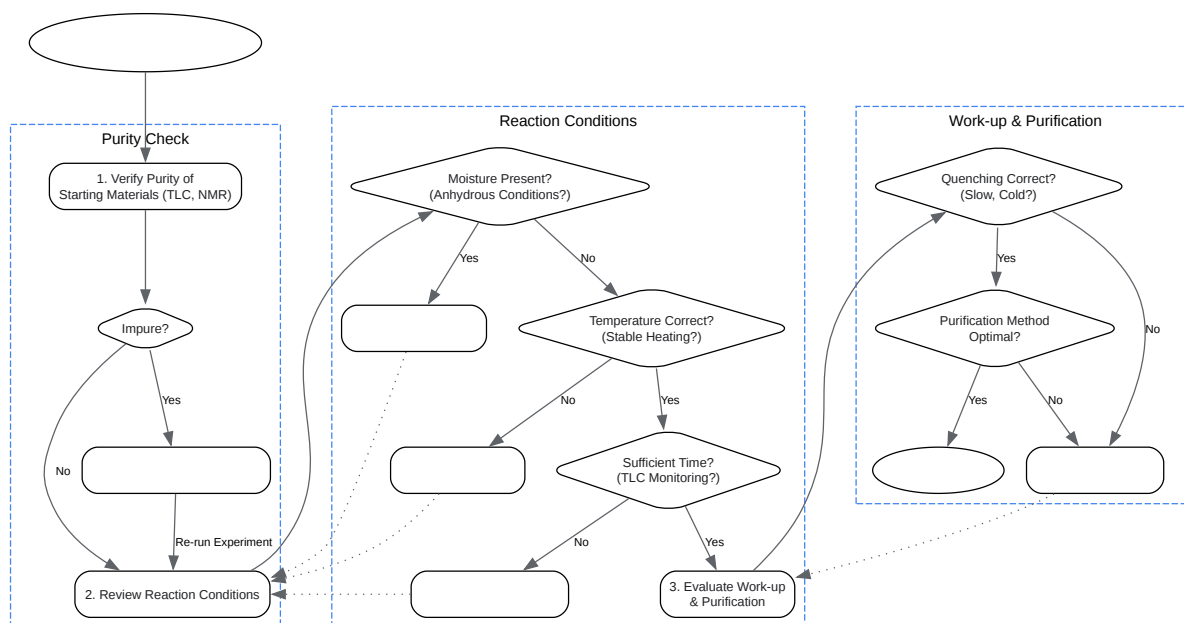 Purity Check
1. Verify Purity of
Starting Materials (TLC, NMR)
Impure?
Yes
No
Re-run Experiment
2. Review Reaction Conditions
Reaction Conditions
Moisture Present?
(Anhydrous Conditions?)
Yes
No
Temperature Correct?
(Stable Heating?)
No
Yes
Sufficient Time?
(TLC Monitoring?)
No
Yes
3. Evaluate Work-up
& Purification
Work-up & Purification
Quenching Correct?
(Slow, Cold?)
Yes
No
Purification Method
Optimal?
Yes
No